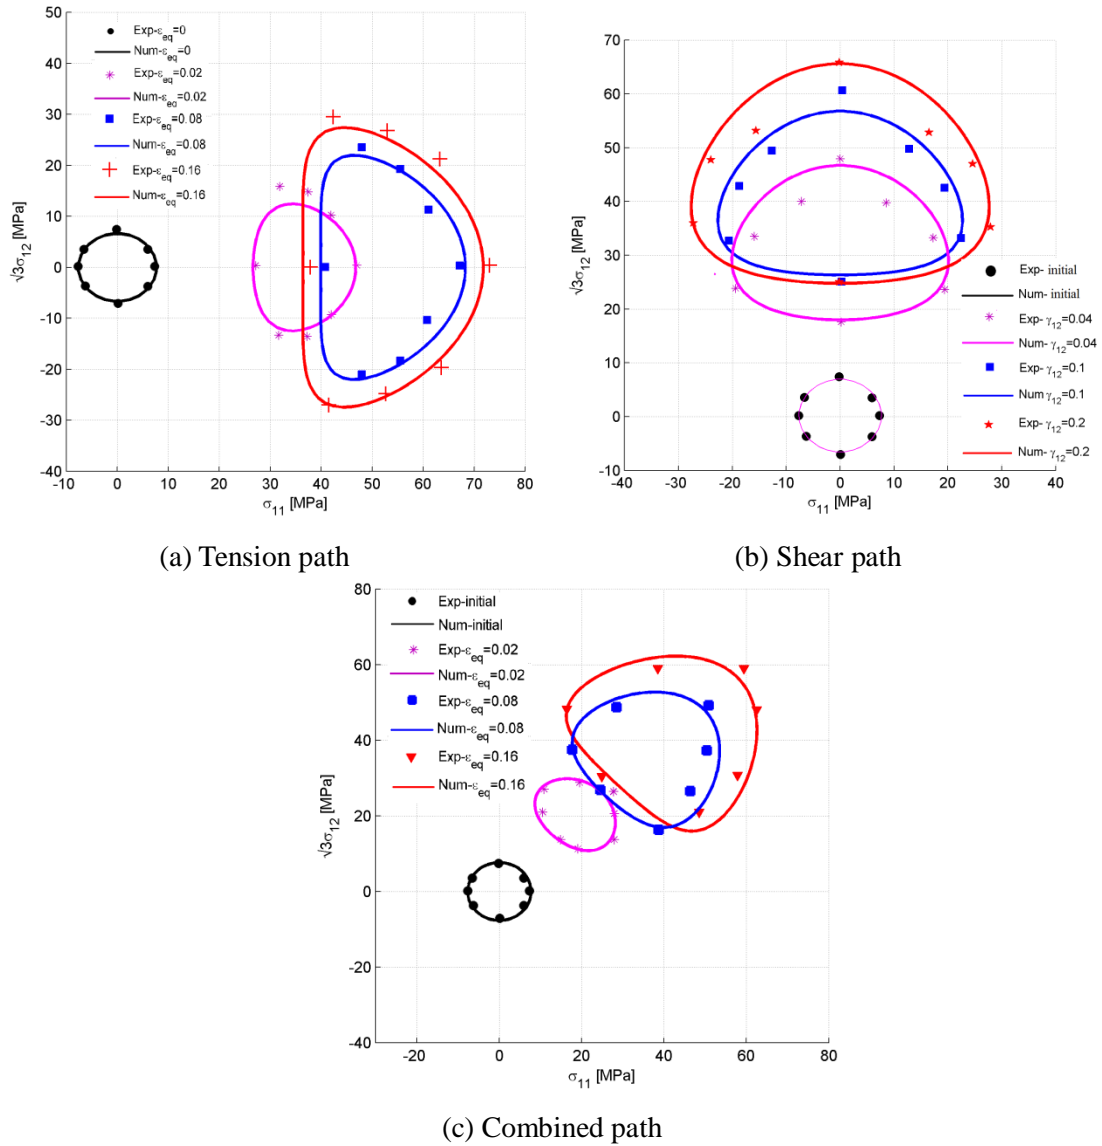 50
40
30
20
10
0
-10
-20
-30
-40
-10
0
10
20
30
40
50
60
70
80
√3σ12 [MPa]
σ11 [MPa]
Exp-εeq=0
Num-εeq=0
Exp-εeq=0.02
Num-εeq=0.02
Exp-εeq=0.08
Num-εeq=0.08
Exp-εeq=0.16
Num-εeq=0.16
(a) Tension path
70
60
50
40
30
20
10
0
-10
-40
-30
-20
-10
0
10
20
30
40
√3σ12 [MPa]
σ11 [MPa]
Exp- initial
Num- initial
Exp- γ12=0.04
Num- γ12=0.04
Exp- γ12=0.1
Num γ12=0.1
Exp- γ12=0.2
Num- γ12=0.2
(b) Shear path
80
60
40
20
0
-20
-40
-20
0
20
40
60
80
√3σ12 [MPa]
σ11 [MPa]
Exp-initial
Num-initial
Exp-εeq=0.02
Num-εeq=0.02
Exp-εeq=0.08
Num-εeq=0.08
Exp-εeq=0.16
Num-εeq=0.16
(c) Combined path